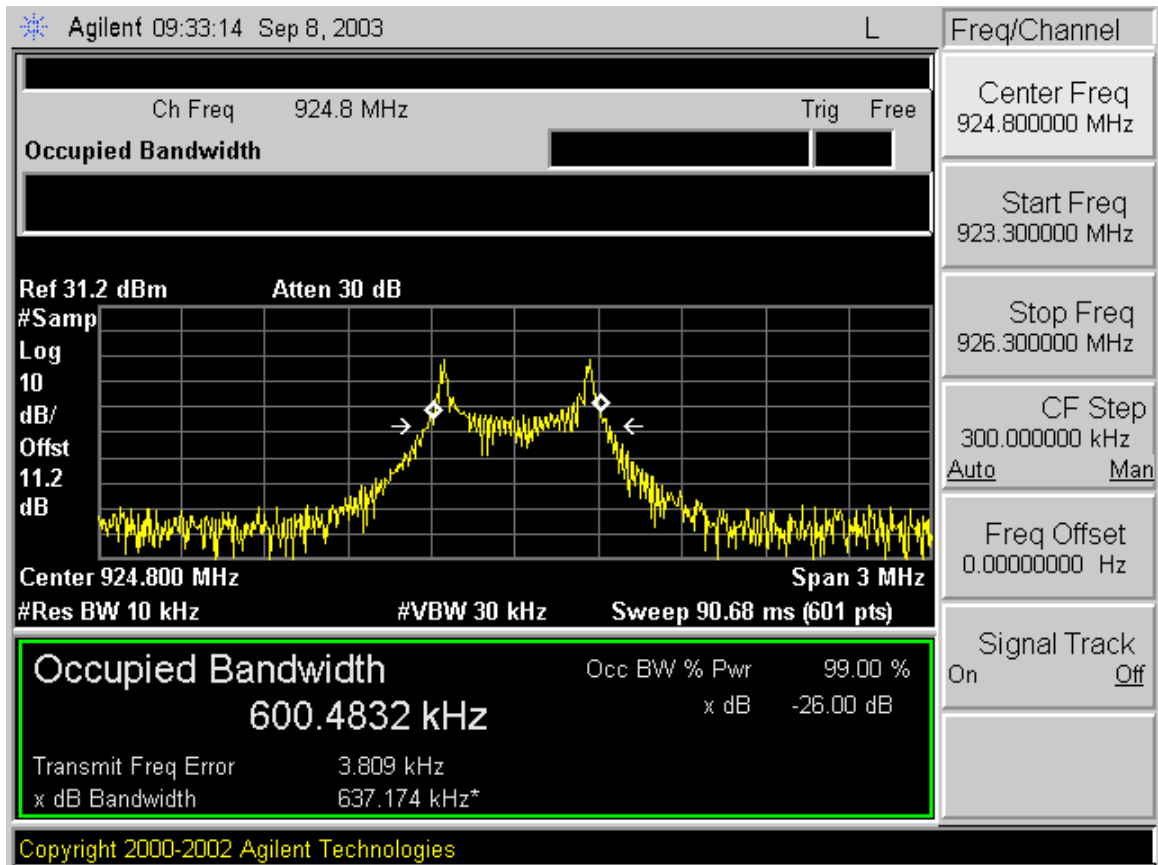 Agilent 09:33:14 Sep 8, 2003 L
Freq/Channel
Ch Freq 924.8 MHz Trig Free
Occupied Bandwidth
Ref 31.2 dBm Atten 30 dB
#Samp
Log
10
dB/
Offst
11.2
dB
Center 924.800 MHz Span 3 MHz
#Res BW 10 kHz #VBW 30 kHz Sweep 90.68 ms (601 pts)
Occupied Bandwidth
600.4832 kHz
Occ BW % Pwr 99.00 %
x dB -26.00 dB
Transmit Freq Error 3.809 kHz
x dB Bandwidth 637.174 kHz*
Center Freq
924.800000 MHz
Start Freq
923.300000 MHz
Stop Freq
926.300000 MHz
CF Step
300.000000 kHz
Auto Man
Freq Offset
0.00000000 Hz
Signal Track
On Off
Copyright 2000-2002 Agilent Technologies